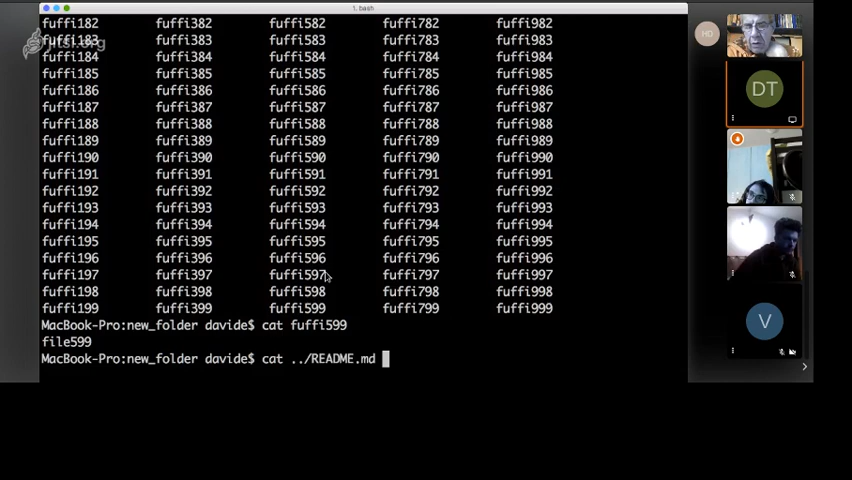 1. bash
fuffi182 fuffi382 fuffi582 fuffi782 fuffi982
fuffi183 fuffi383 fuffi583 fuffi783 fuffi983
jitsi.org
fuffi184 fuffi384 fuffi584 fuffi784 fuffi984
fuffi185 fuffi385 fuffi585 fuffi785 fuffi985
fuffi186 fuffi386 fuffi586 fuffi786 fuffi986
fuffi187 fuffi387 fuffi587 fuffi787 fuffi987
fuffi188 fuffi388 fuffi588 fuffi788 fuffi988
fuffi189 fuffi389 fuffi589 fuffi789 fuffi989
fuffi190 fuffi390 fuffi590 fuffi790 fuffi990
fuffi191 fuffi391 fuffi591 fuffi791 fuffi991
fuffi192 fuffi392 fuffi592 fuffi792 fuffi992
fuffi193 fuffi393 fuffi593 fuffi793 fuffi993
fuffi194 fuffi394 fuffi594 fuffi794 fuffi994
fuffi195 fuffi395 fuffi595 fuffi795 fuffi995
fuffi196 fuffi396 fuffi596 fuffi796 fuffi996
fuffi197 fuffi397 fuffi597 fuffi797 fuffi997
fuffi198 fuffi398 fuffi598 fuffi798 fuffi998
fuffi199 fuffi399 fuffi599 fuffi799 fuffi999
MacBook-Pro:new_folder davide$ cat fuffi599
file599
MacBook-Pro:new_folder davide$ cat ../README.md
HD
DT
V